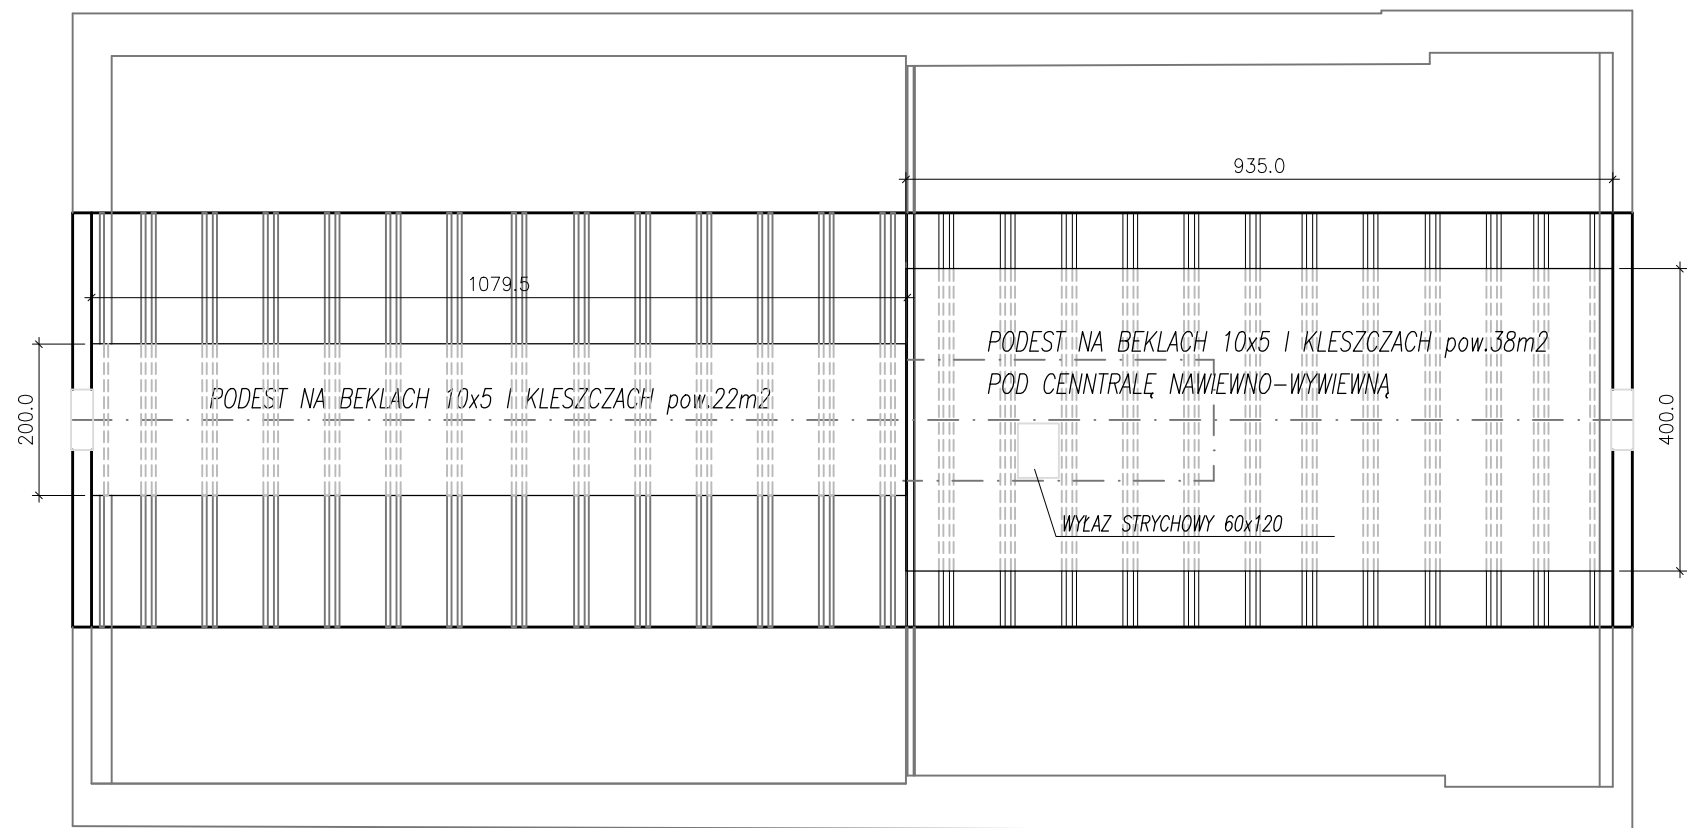 935.0
1079.5
PODEST NA BEKLACH 10x5 I KLESZCZACH pow.38m2
POD CENNTRALĘ NAWIEWNO-WYWIEWNĄ
PODEST NA BEKLACH 10x5 I KLESZCZACH pow.22m2
200.0
400.0
WYŁAZ STRYCHOWY 60x120